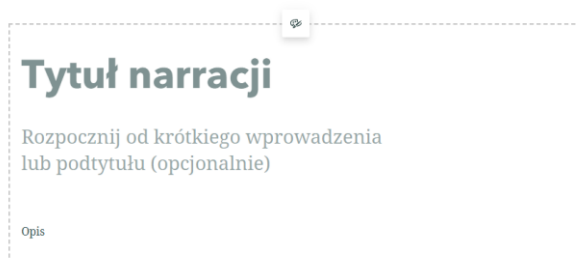 Tytuł narracji
Rozpocznij od krótkiego wprowadzenia
lub podtytułu (opcjonalnie)
Opis